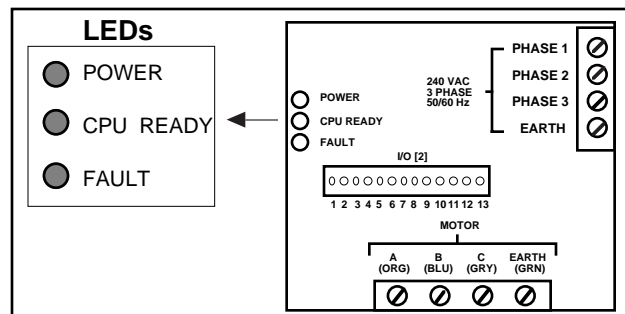 LEDs
POWER
CPU READY
FAULT
POWER
CPU READY
FAULT
240 VAC
3 PHASE
50/60 Hz
PHASE 1
PHASE 2
PHASE 3
EARTH
I/O [2]
1 2 3 4 5 6 7 8 9 10 11 12 13
MOTOR
A
(ORG)
B
(BLU)
C
(GRY)
EARTH
(GRN)